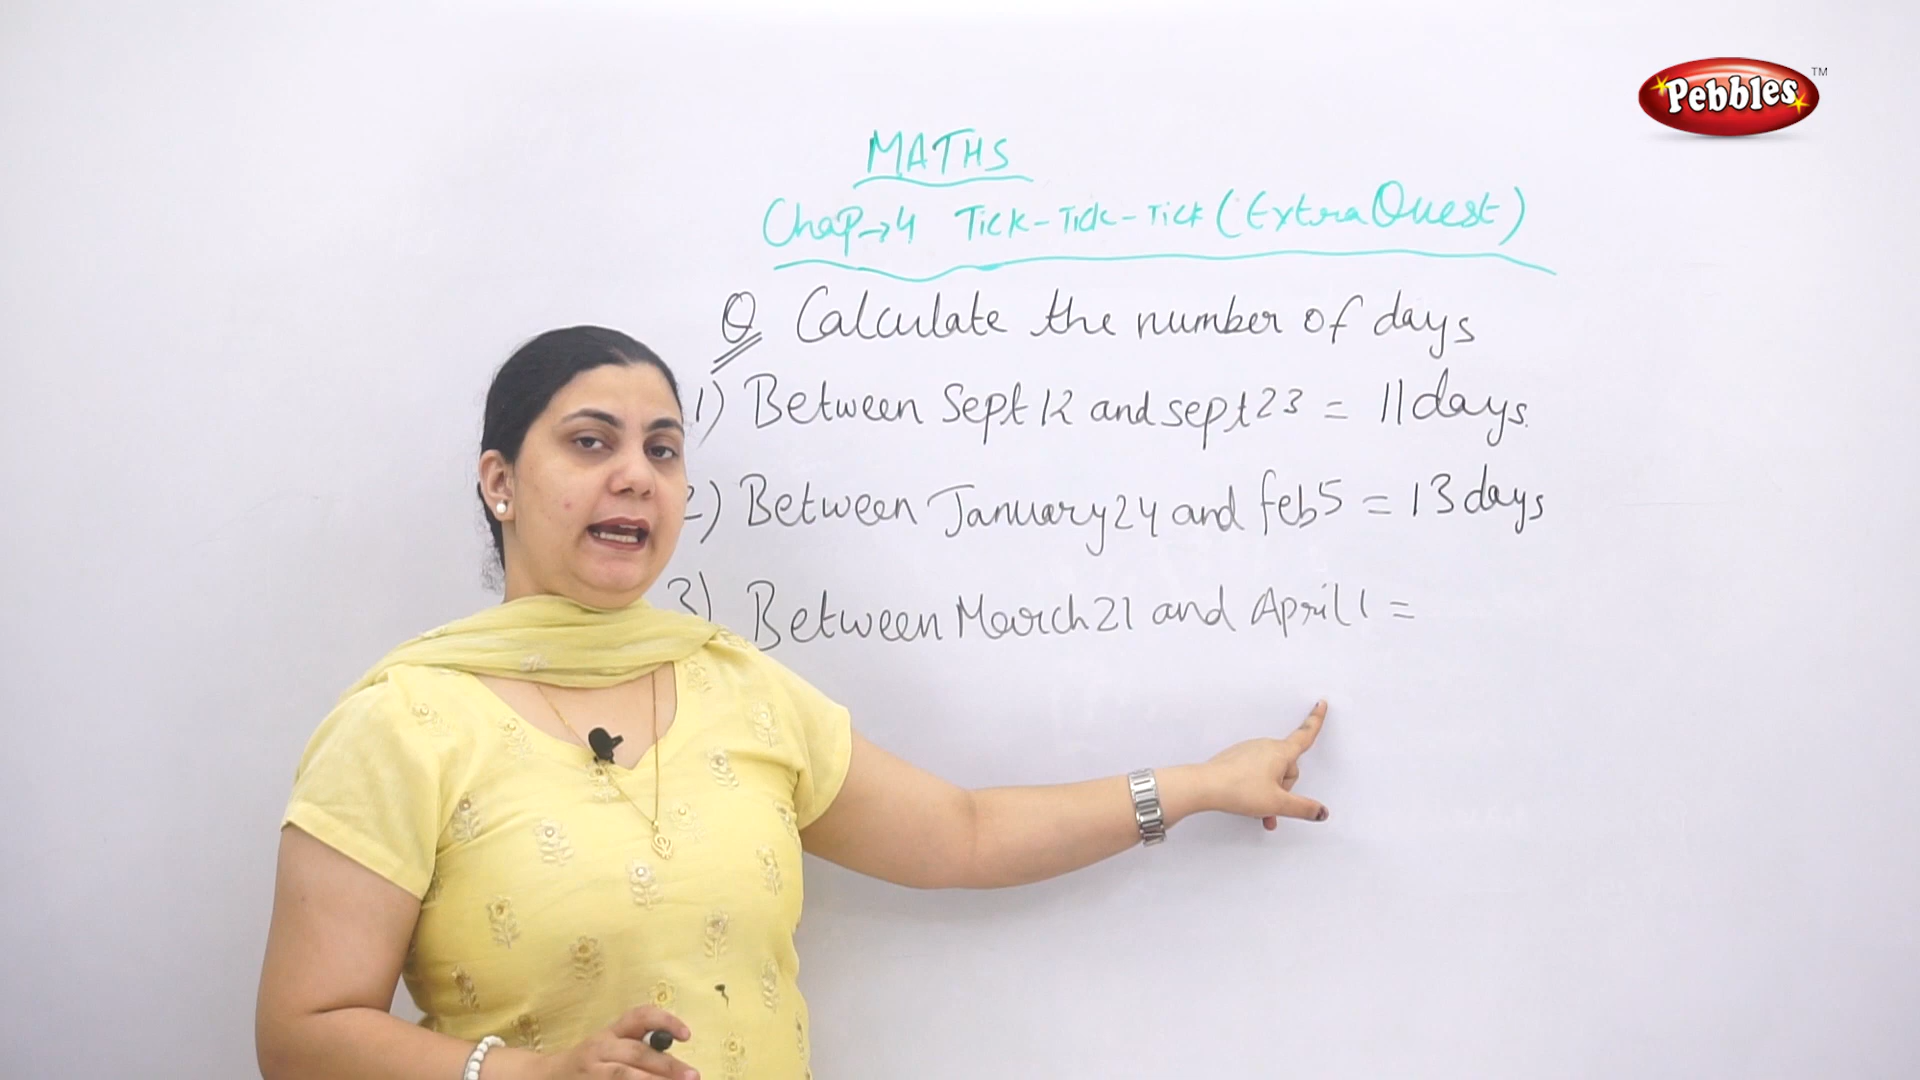 Pebbles TM
MATHS
Chap→4 Tick-Tick-Tick (Extra Quest)
Q Calculate the number of days
1) Between Sept 12 and sept 23 = 11 days.
2) Between January 24 and feb 5 = 13 days
3) Between March 21 and April 1 =